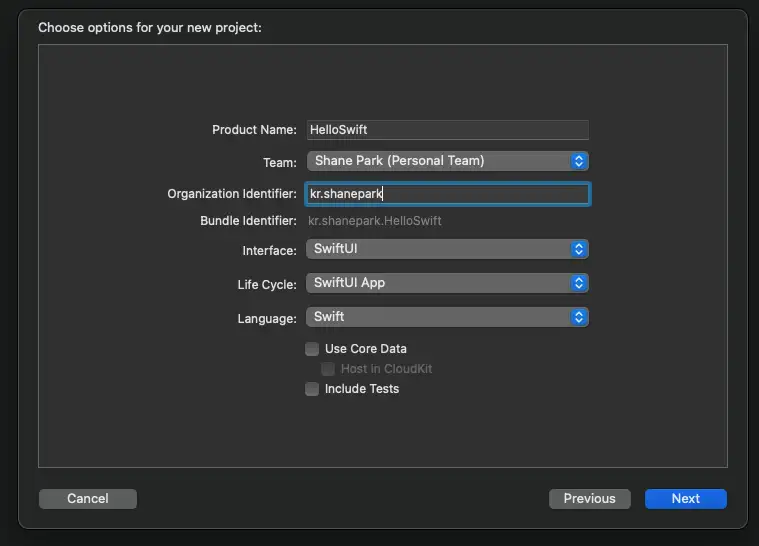 Choose options for your new project:
Product Name: HelloSwift
Team: Shane Park (Personal Team)
Organization Identifier: kr.shanepark
Bundle Identifier: kr.shanepark.HelloSwift
Interface: SwiftUI
Life Cycle: SwiftUI App
Language: Swift
Use Core Data
Host in CloudKit
Include Tests
Cancel Previous Next